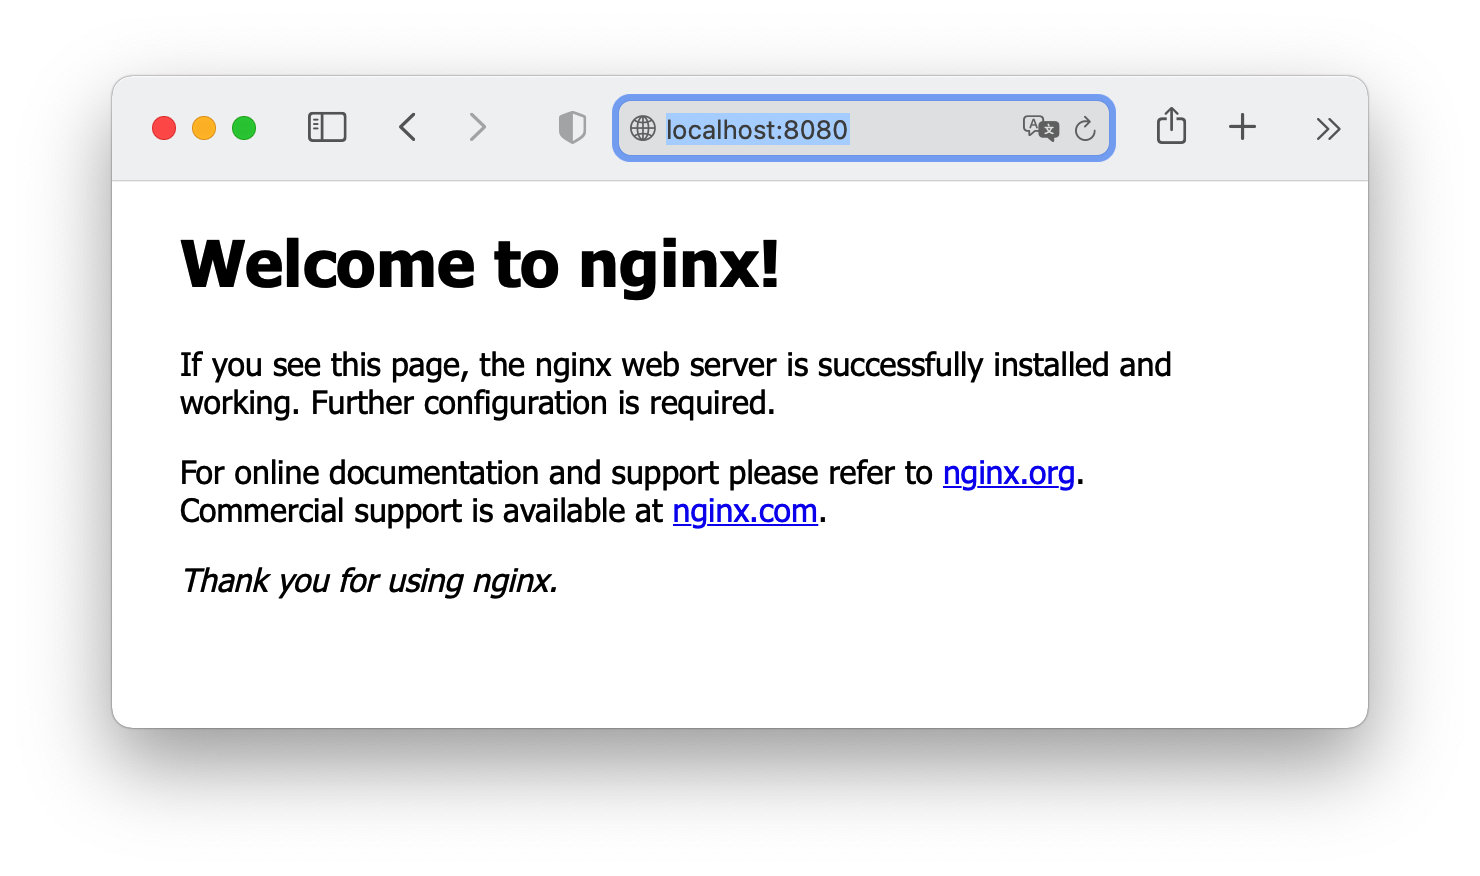 localhost:8080
Welcome to nginx!
If you see this page, the nginx web server is successfully installed and
working. Further configuration is required.
For online documentation and support please refer to nginx.org.
Commercial support is available at nginx.com.
Thank you for using nginx.